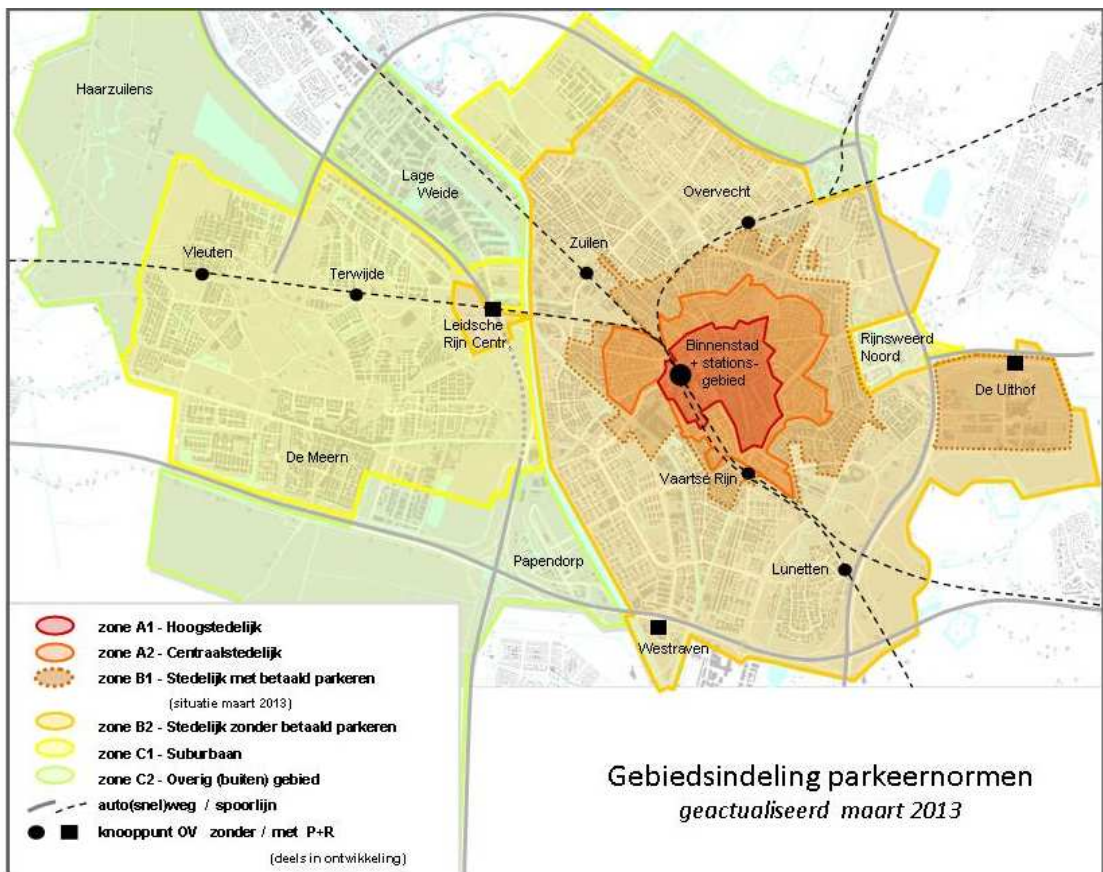 Haarzuilens
Lage
Weide
Overvecht
Zuilen
Vleuten
Terwijde
Leidsche
Rijn Centr.
Binnenstad
+ stations-
gebied
Rijnsweerd
Noord
De Uithof
De Meern
Vaartse Rijn
Papendorp
Lunetten
Westraven
zone A1 - Hoogstedelijk
zone A2 - Centraalstedelijk
zone B1 - Stedelijk met betaald parkeren
(situatie maart 2013)
zone B2 - Stedelijk zonder betaald parkeren
zone C1 - Suburbaan
zone C2 - Overig (buiten) gebied
auto(snel)weg / spoorlijn
knooppunt OV zonder / met P+R
(deels in ontwikkeling)
Gebiedsindeling parkeernormen
geactualiseerd maart 2013